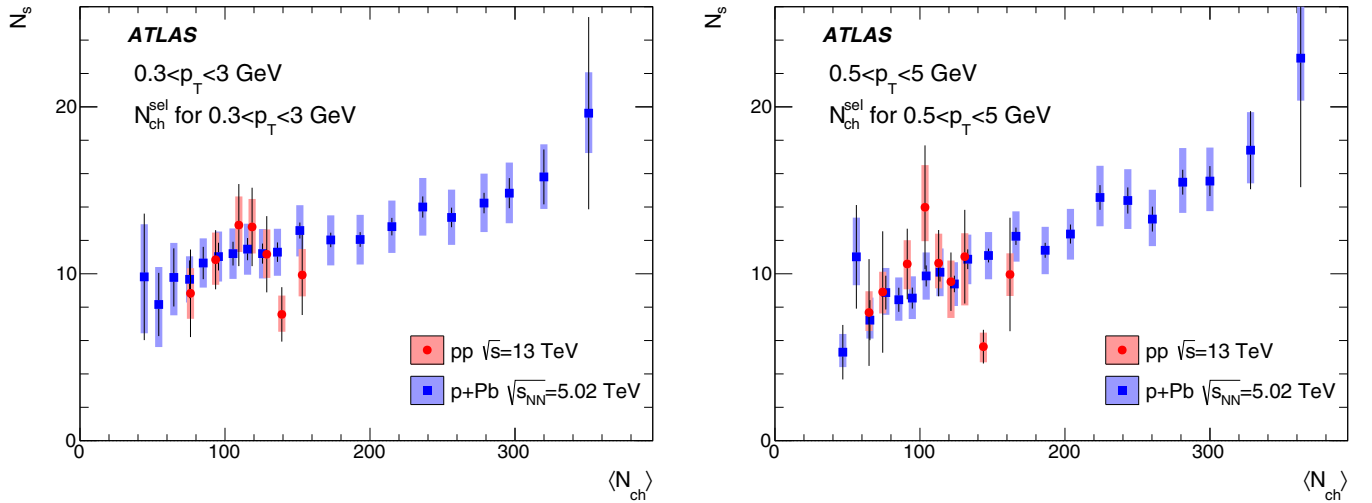 N_s
ATLAS
0.3<p_T<3 GeV
N_ch^sel for 0.3<p_T<3 GeV
20
10
0
pp √s=13 TeV
p+Pb √s_NN=5.02 TeV
0
100
200
300
⟨N_ch⟩
N_s
ATLAS
0.5<p_T<5 GeV
N_ch^sel for 0.5<p_T<5 GeV
20
10
0
pp √s=13 TeV
p+Pb √s_NN=5.02 TeV
0
100
200
300
⟨N_ch⟩